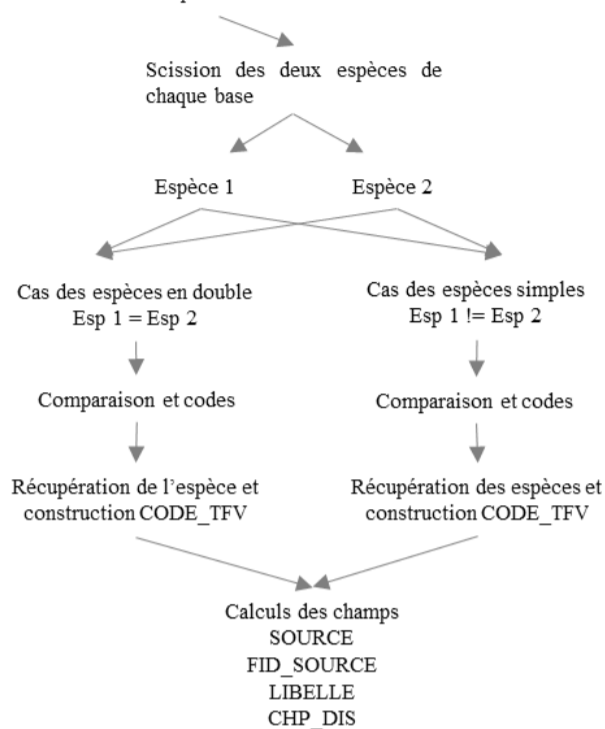 Scission des deux espèces de
chaque base
Espèce 1
Espèce 2
Cas des espèces en double
Esp 1 = Esp 2
Cas des espèces simples
Esp 1 != Esp 2
Comparaison et codes
Comparaison et codes
Récupération de l'espèce et
construction CODE_TFV
Récupération des espèces et
construction CODE_TFV
Calculs des champs
SOURCE
FID_SOURCE
LIBELLE
CHP_DIS